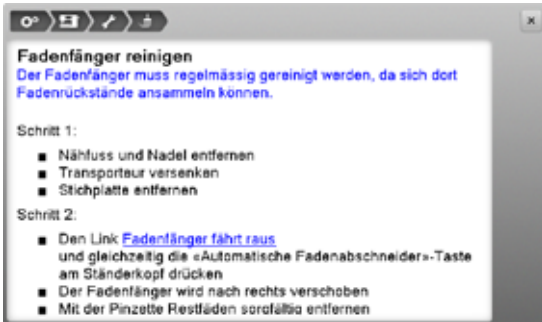 Fadenfänger reinigen
Der Fadenfänger muss regelmässig gereinigt werden, da sich dort
Fadenrückstände ansammeln können.
Schritt 1:
■ Nähfuss und Nadel entfernen
■ Transporteur versenken
■ Stichplatte entfernen
Schritt 2:
■ Den Link Fadenfänger fährt raus
und gleichzeitig die «Automatische Fadenabschneider»-Taste
am Ständerkopf drücken
■ Der Fadenfänger wird nach rechts verschoben
■ Mit der Pinzette Restfäden sorgfältig entfernen